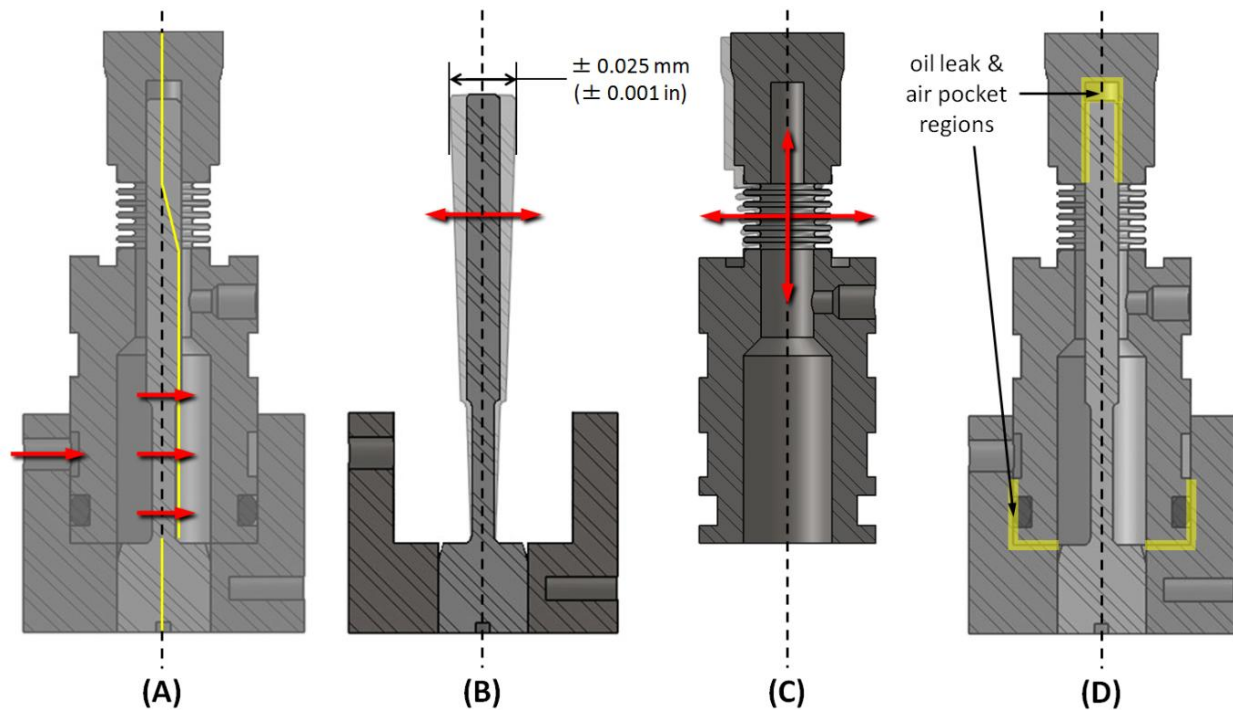 ± 0.025 mm
(± 0.001 in)
oil leak &
air pocket
regions
(A)
(B)
(C)
(D)